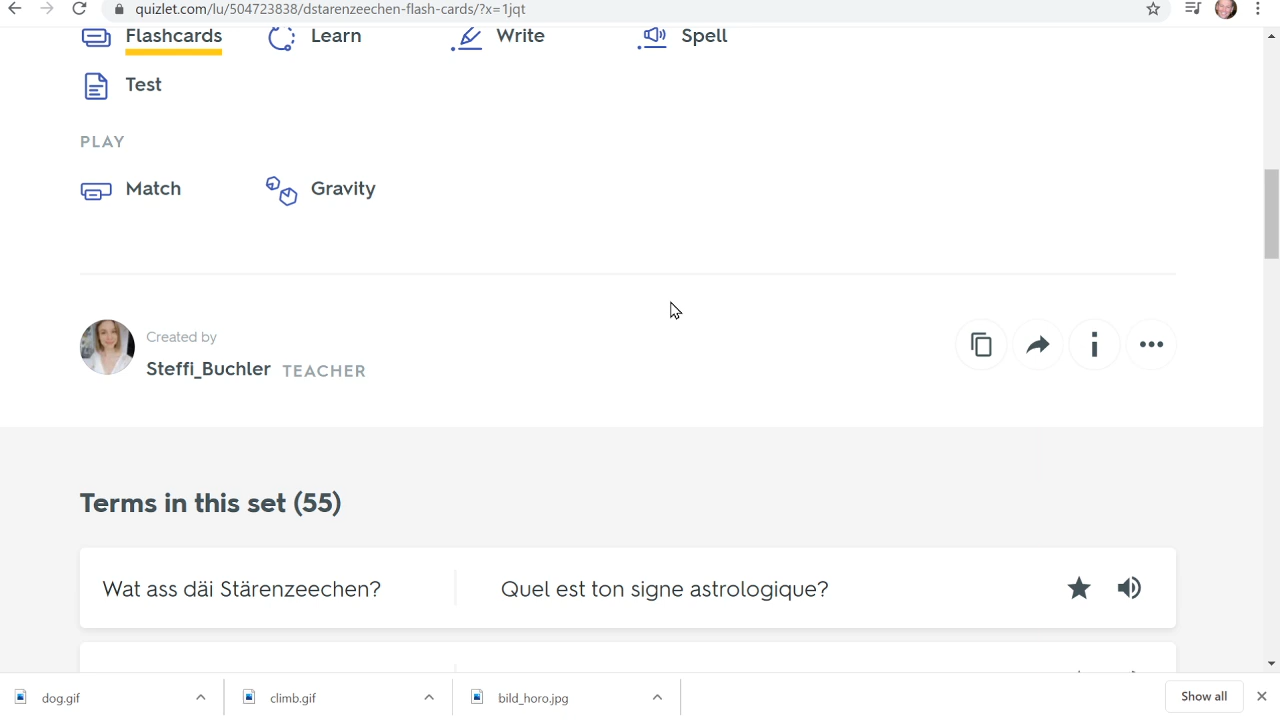 quizlet.com/lu/504723838/dstarenzeechen-flash-cards/?x=1jqt
Flashcards Learn Write Spell
Test
PLAY
Match Gravity
Created by
Steffi_Buchler TEACHER
Terms in this set (55)
Wat ass däi Stärenzeechen? Quel est ton signe astrologique?
dog.gif climb.gif bild_horo.jpg Show all